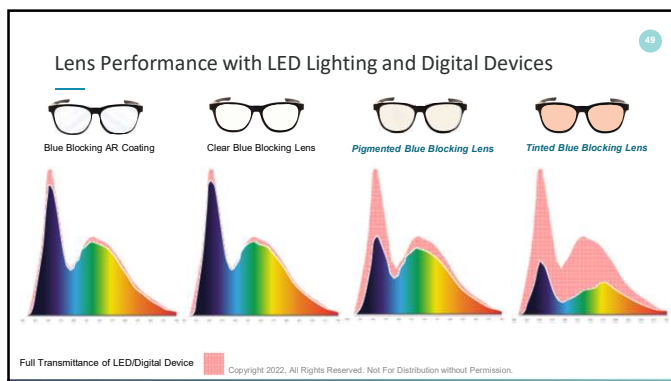 49
Lens Performance with LED Lighting and Digital Devices
Blue Blocking AR Coating
Clear Blue Blocking Lens
Pigmented Blue Blocking Lens
Tinted Blue Blocking Lens
Full Transmittance of LED/Digital Device
Copyright 2022, All Rights Reserved. Not For Distribution without Permission.